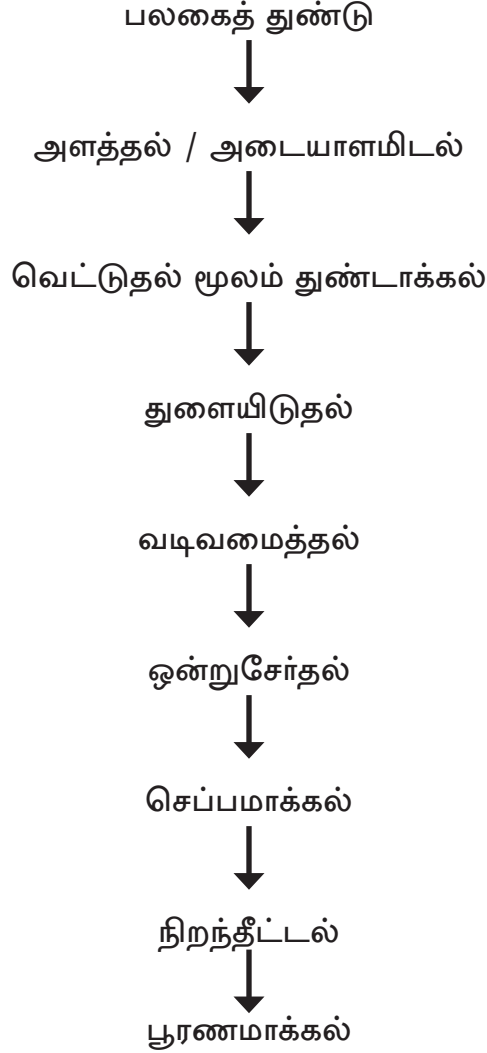 பலகைத் துண்டு
அளத்தல் / அடையாளமிடல்
வெட்டுதல் மூலம் துண்டாக்கல்
துளையிடுதல்
வடிவமைத்தல்
ஒன்றுசேர்தல்
செப்பமாக்கல்
நிறந்தீட்டல்
பூரணமாக்கல்